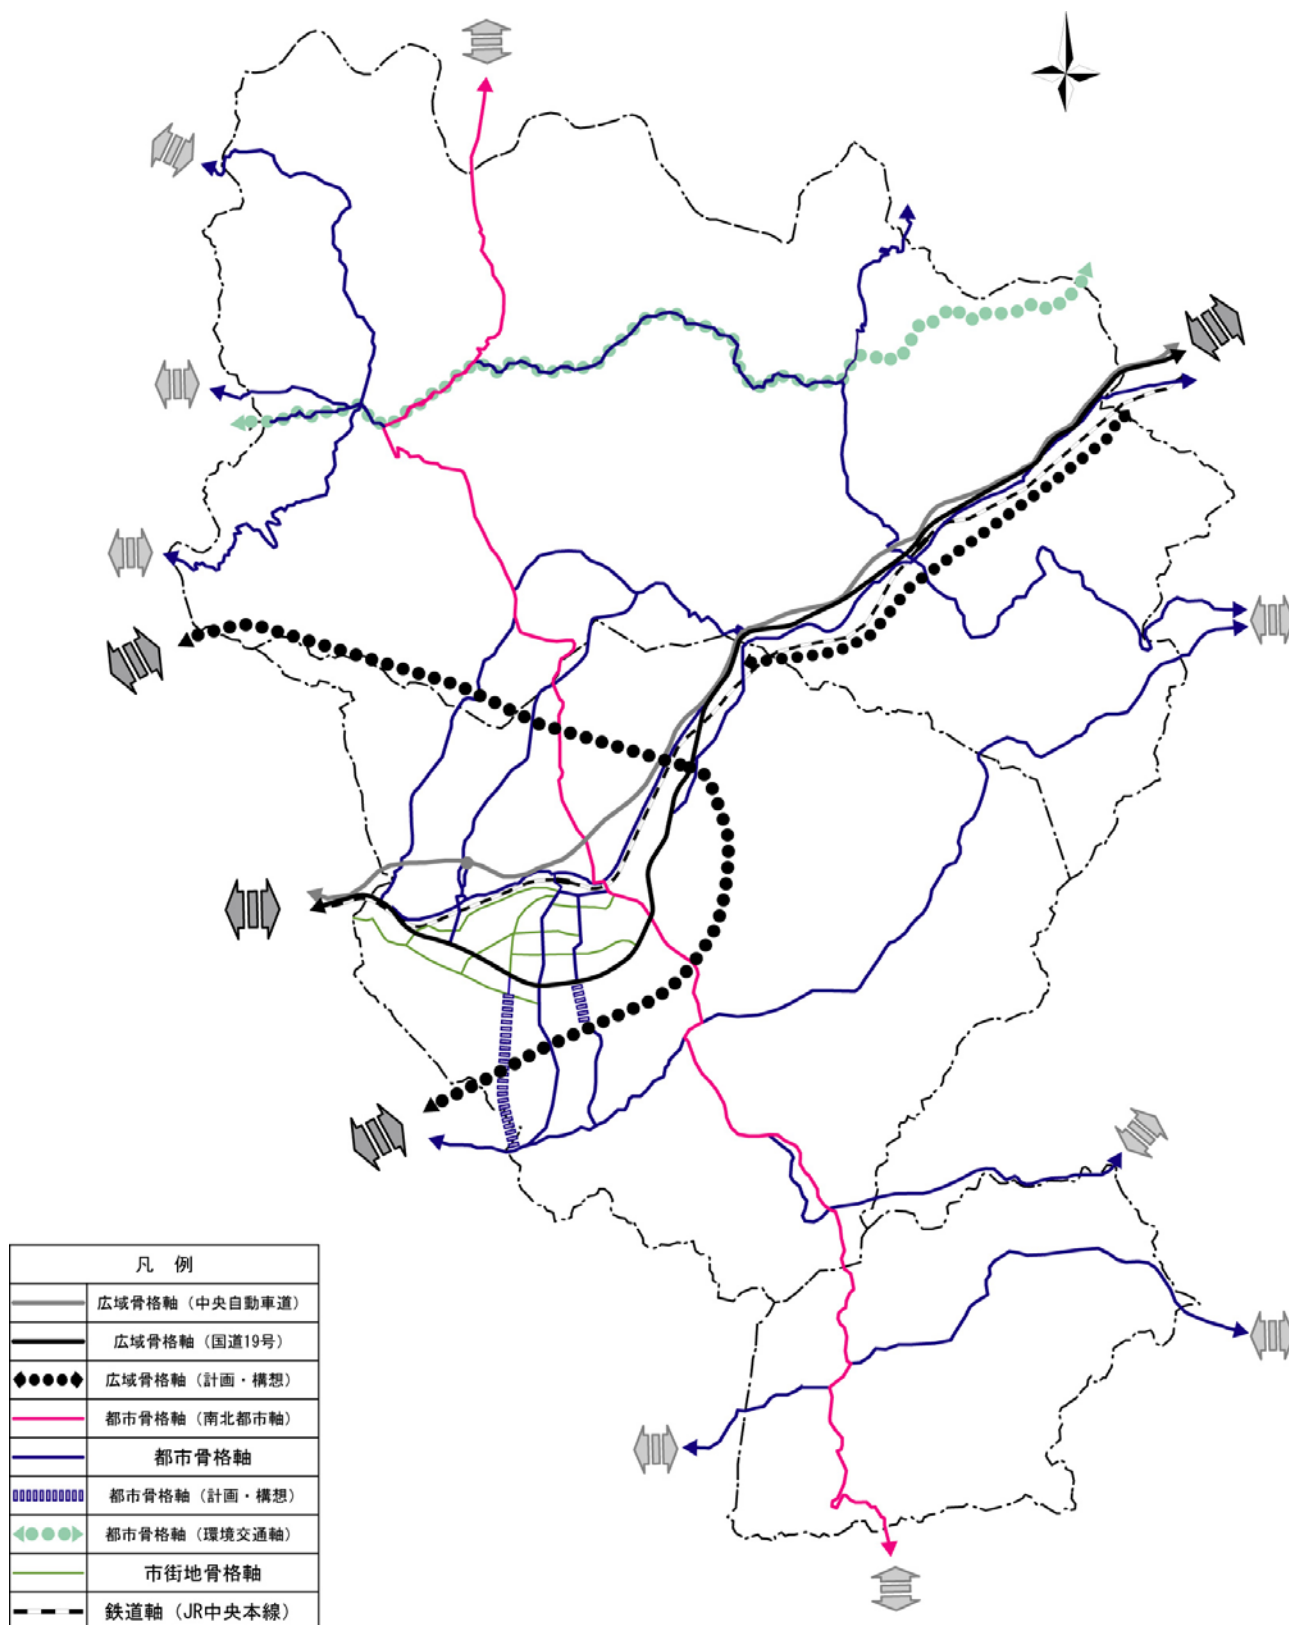 凡 例
広域骨格軸（中央自動車道）
広域骨格軸（国道19号）
広域骨格軸（計画・構想）
都市骨格軸（南北都市軸）
都市骨格軸
都市骨格軸（計画・構想）
都市骨格軸（環境交通軸）
市街地骨格軸
鉄道軸（JR中央本線）